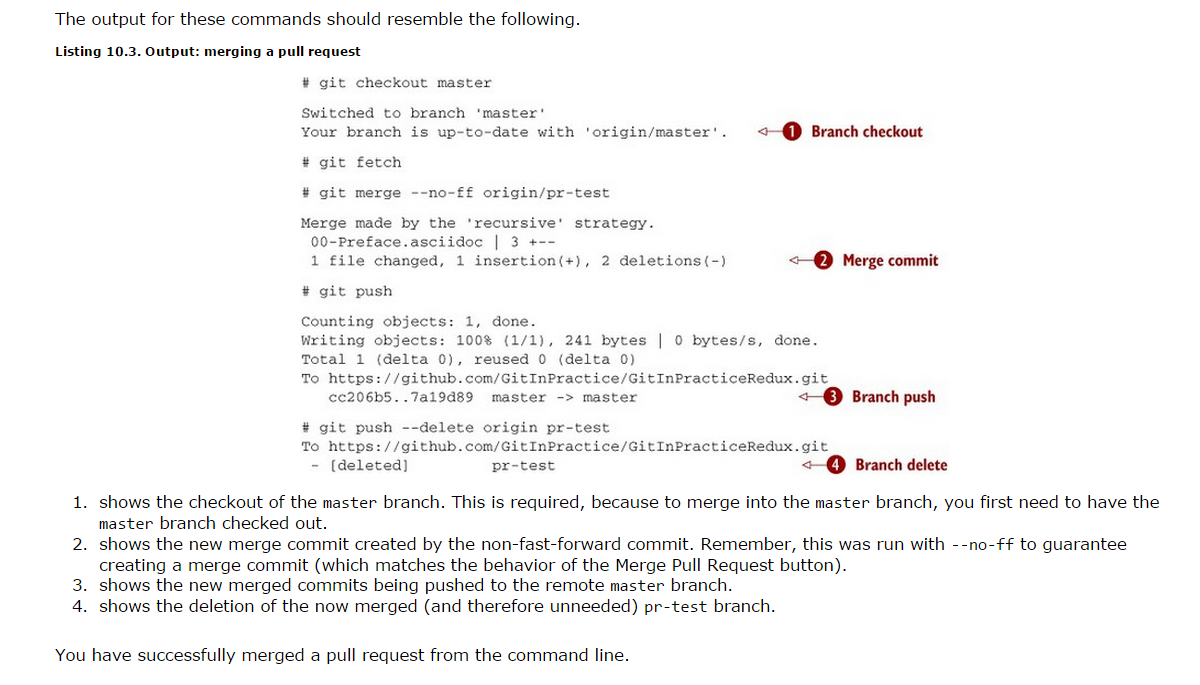 The output for these commands should resemble the following.
Listing 10.3. Output: merging a pull request
# git checkout master
Switched to branch 'master'
Your branch is up-to-date with 'origin/master'. 1 Branch checkout
# git fetch
# git merge --no-ff origin/pr-test
Merge made by the 'recursive' strategy.
00-Preface.asciidoc | 3 +--
1 file changed, 1 insertion(+), 2 deletions(-) 2 Merge commit
# git push
Counting objects: 1, done.
Writing objects: 100% (1/1), 241 bytes | 0 bytes/s, done.
Total 1 (delta 0), reused 0 (delta 0)
To https://github.com/GitInPractice/GitInPracticeRedux.git
cc206b5..7a19d89 master -> master 3 Branch push
# git push --delete origin pr-test
To https://github.com/GitInPractice/GitInPracticeRedux.git
- [deleted] pr-test 4 Branch delete
1. shows the checkout of the master branch. This is required, because to merge into the master branch, you first need to have the
master branch checked out.
2. shows the new merge commit created by the non-fast-forward commit. Remember, this was run with --no-ff to guarantee
creating a merge commit (which matches the behavior of the Merge Pull Request button).
3. shows the new merged commits being pushed to the remote master branch.
4. shows the deletion of the now merged (and therefore unneeded) pr-test branch.
You have successfully merged a pull request from the command line.